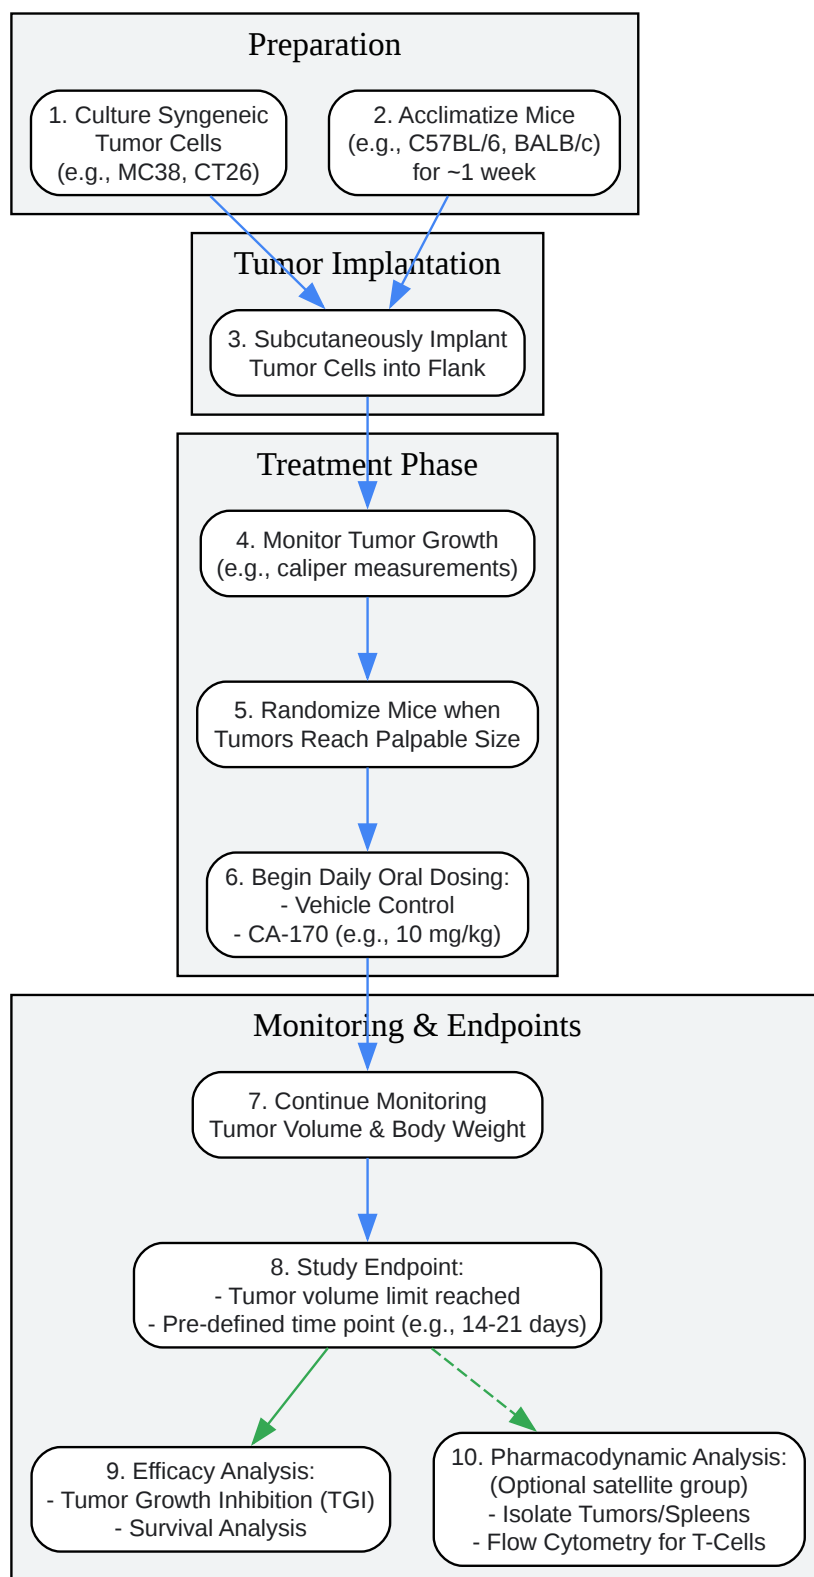 Preparation
1. Culture Syngeneic
Tumor Cells
(e.g., MC38, CT26)
2. Acclimatize Mice
(e.g., C57BL/6, BALB/c)
for ~1 week
Tumor Implantation
3. Subcutaneously Implant
Tumor Cells into Flank
Treatment Phase
4. Monitor Tumor Growth
(e.g., caliper measurements)
5. Randomize Mice when
Tumors Reach Palpable Size
6. Begin Daily Oral Dosing:
- Vehicle Control
- CA-170 (e.g., 10 mg/kg)
Monitoring & Endpoints
7. Continue Monitoring
Tumor Volume & Body Weight
8. Study Endpoint:
- Tumor volume limit reached
- Pre-defined time point (e.g., 14-21 days)
9. Efficacy Analysis:
- Tumor Growth Inhibition (TGI)
- Survival Analysis
10. Pharmacodynamic Analysis:
(Optional satellite group)
- Isolate Tumors/Spleens
- Flow Cytometry for T-Cells